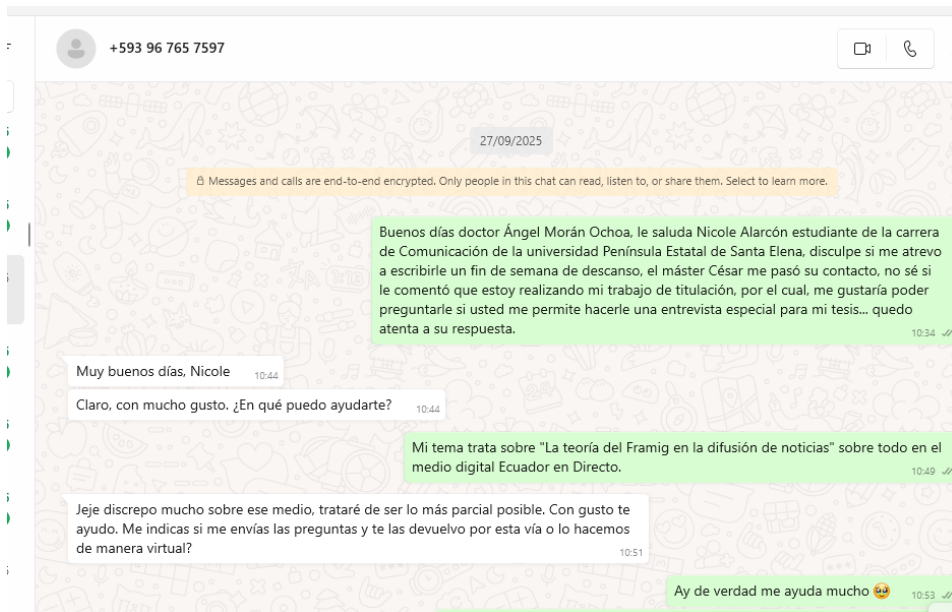 +593 96 765 7597
27/09/2025
Messages and calls are end-to-end encrypted. Only people in this chat can read, listen to, or share them. Select to learn more.
Buenos días doctor Ángel Morán Ochoa, le saluda Nicole Alarcón estudiante de la carrera
de Comunicación de la universidad Península Estatal de Santa Elena, disculpe si me atrevo
a escribirle un fin de semana de descanso, el máster César me pasó su contacto, no sé si
le comentó que estoy realizando mi trabajo de titulación, por el cual, me gustaría poder
preguntarle si usted me permite hacerle una entrevista especial para mi tesis... quedo
atenta a su respuesta.
10:34
Muy buenos días, Nicole
10:44
Claro, con mucho gusto. ¿En qué puedo ayudarte?
10:44
Mi tema trata sobre "La teoría del Framig en la difusión de noticias" sobre todo en el
medio digital Ecuador en Directo.
10:49
Jeje discrepo mucho sobre ese medio, trataré de ser lo más parcial posible. Con gusto te
ayudo. Me indicas si me envías las preguntas y te las devuelvo por esta vía o lo hacemos
de manera virtual?
10:51
Ay de verdad me ayuda mucho 🥹
10:53